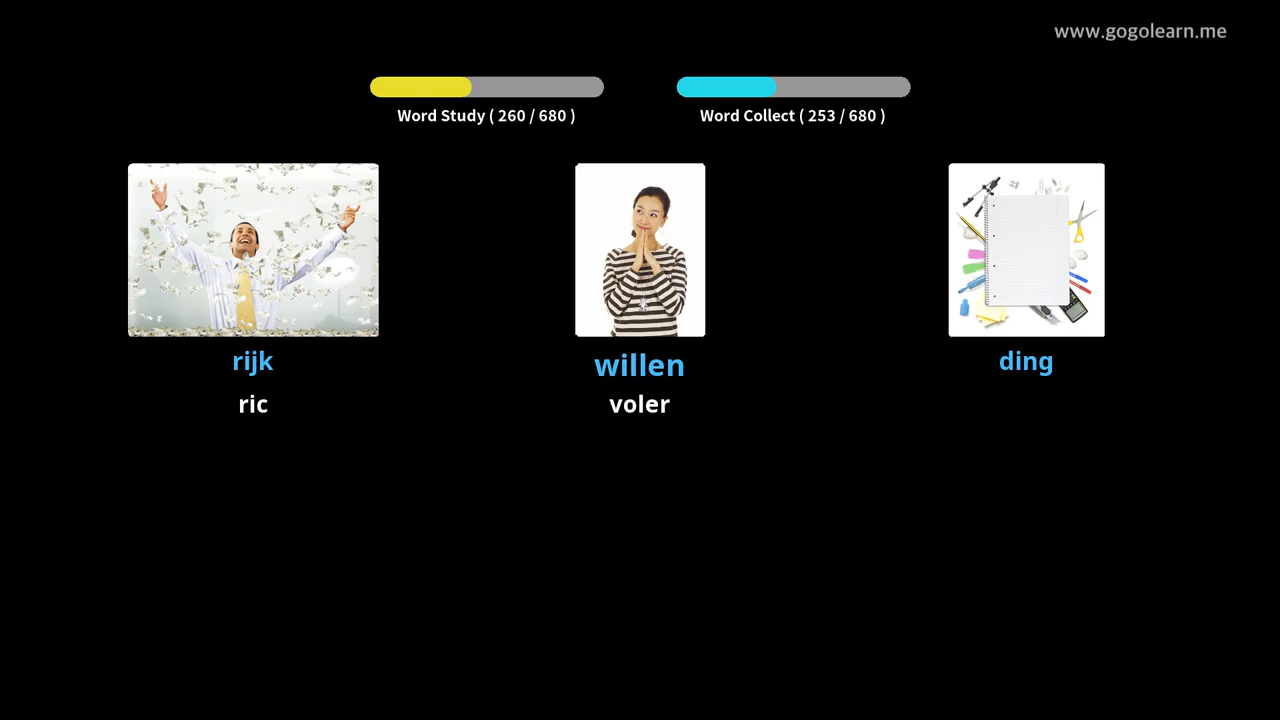 www.gogolearn.me
Word Study ( 260 / 680 )
Word Collect ( 253 / 680 )
rijk
willen
ding
ric
voler